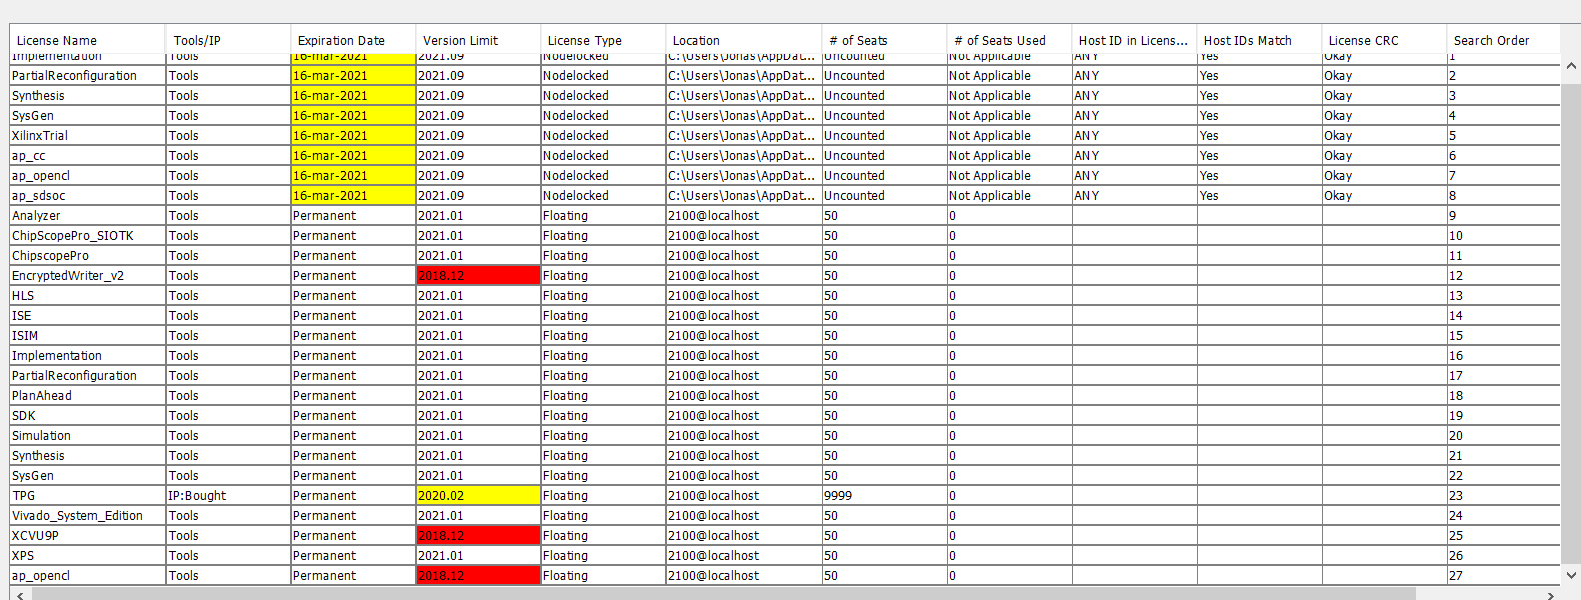 License Name Tools/IP Expiration Date Version Limit License Type Location # of Seats # of Seats Used Host ID in Licens... Host IDs Match License CRC Search Order
Implementation Tools 16-mar-2021 2021.09 Nodelocked C:\Users\Jonas\AppDat... Uncounted Not Applicable ANY Yes Okay 1
PartialReconfiguration Tools 16-mar-2021 2021.09 Nodelocked C:\Users\Jonas\AppDat... Uncounted Not Applicable ANY Yes Okay 2
Synthesis Tools 16-mar-2021 2021.09 Nodelocked C:\Users\Jonas\AppDat... Uncounted Not Applicable ANY Yes Okay 3
SysGen Tools 16-mar-2021 2021.09 Nodelocked C:\Users\Jonas\AppDat... Uncounted Not Applicable ANY Yes Okay 4
XilinxTrial Tools 16-mar-2021 2021.09 Nodelocked C:\Users\Jonas\AppDat... Uncounted Not Applicable ANY Yes Okay 5
ap_cc Tools 16-mar-2021 2021.09 Nodelocked C:\Users\Jonas\AppDat... Uncounted Not Applicable ANY Yes Okay 6
ap_opencl Tools 16-mar-2021 2021.09 Nodelocked C:\Users\Jonas\AppDat... Uncounted Not Applicable ANY Yes Okay 7
ap_sdsoc Tools 16-mar-2021 2021.09 Nodelocked C:\Users\Jonas\AppDat... Uncounted Not Applicable ANY Yes Okay 8
Analyzer Tools Permanent 2021.01 Floating 2100@localhost 50 0 9
ChipScopePro_SIOTK Tools Permanent 2021.01 Floating 2100@localhost 50 0 10
ChipscopePro Tools Permanent 2021.01 Floating 2100@localhost 50 0 11
EncryptedWriter_v2 Tools Permanent 2018.12 Floating 2100@localhost 50 0 12
HLS Tools Permanent 2021.01 Floating 2100@localhost 50 0 13
ISE Tools Permanent 2021.01 Floating 2100@localhost 50 0 14
ISIM Tools Permanent 2021.01 Floating 2100@localhost 50 0 15
Implementation Tools Permanent 2021.01 Floating 2100@localhost 50 0 16
PartialReconfiguration Tools Permanent 2021.01 Floating 2100@localhost 50 0 17
PlanAhead Tools Permanent 2021.01 Floating 2100@localhost 50 0 18
SDK Tools Permanent 2021.01 Floating 2100@localhost 50 0 19
Simulation Tools Permanent 2021.01 Floating 2100@localhost 50 0 20
Synthesis Tools Permanent 2021.01 Floating 2100@localhost 50 0 21
SysGen Tools Permanent 2021.01 Floating 2100@localhost 50 0 22
TPG IP:Bought Permanent 2020.02 Floating 2100@localhost 9999 0 23
Vivado_System_Edition Tools Permanent 2021.01 Floating 2100@localhost 50 0 24
XCVU9P Tools Permanent 2018.12 Floating 2100@localhost 50 0 25
XPS Tools Permanent 2021.01 Floating 2100@localhost 50 0 26
ap_opencl Tools Permanent 2018.12 Floating 2100@localhost 50 0 27